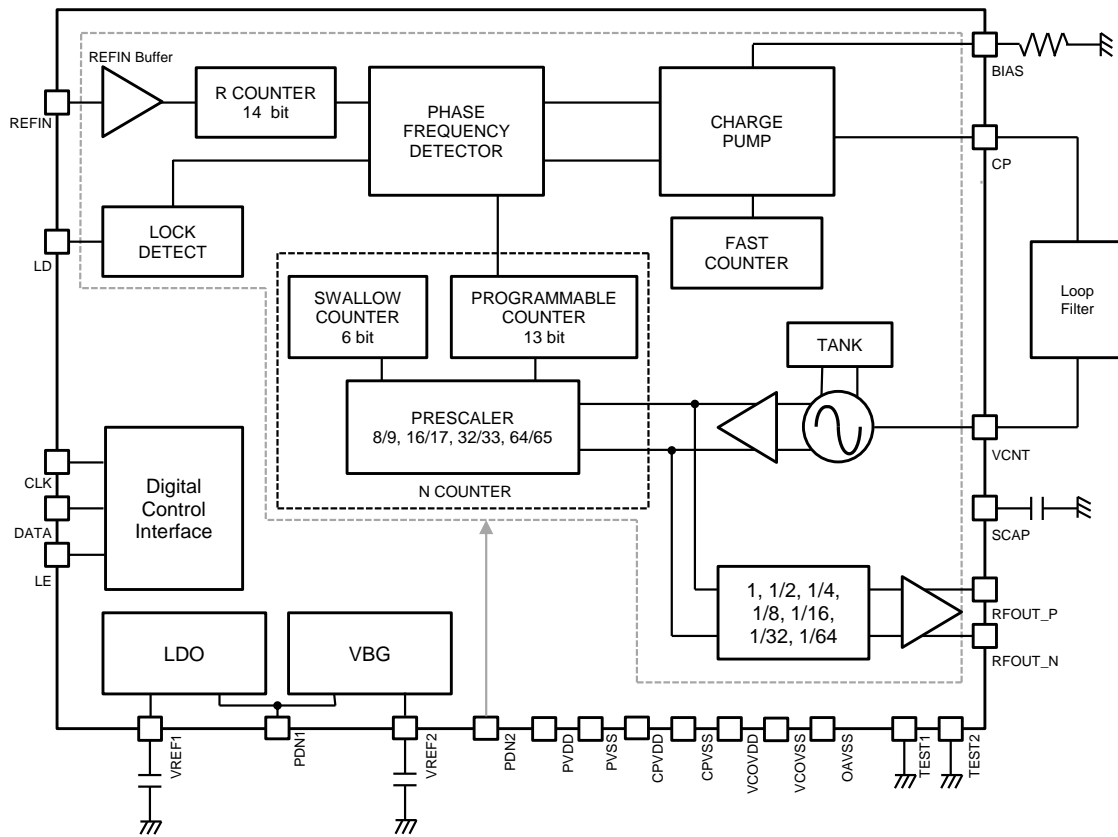 REFIN Buffer
R COUNTER
14 bit
PHASE
FREQUENCY
DETECTOR
CHARGE
PUMP
BIAS
REFIN
CP
LOCK
DETECT
LD
FAST
COUNTER
Loop
Filter
SWALLOW
COUNTER
6 bit
PROGRAMMABLE
COUNTER
13 bit
TANK
PRESCALER
8/9, 16/17, 32/33, 64/65
N COUNTER
VCNT
CLK
DATA
LE
Digital
Control
Interface
SCAP
1, 1/2, 1/4,
1/8, 1/16,
1/32, 1/64
RFOUT_P
RFOUT_N
LDO
VBG
VREF1
PDN1
VREF2
PDN2
PVDD
PVSS
CPVDD
CPVSS
VCOVDD
VCOVSS
OAVSS
TEST1
TEST2